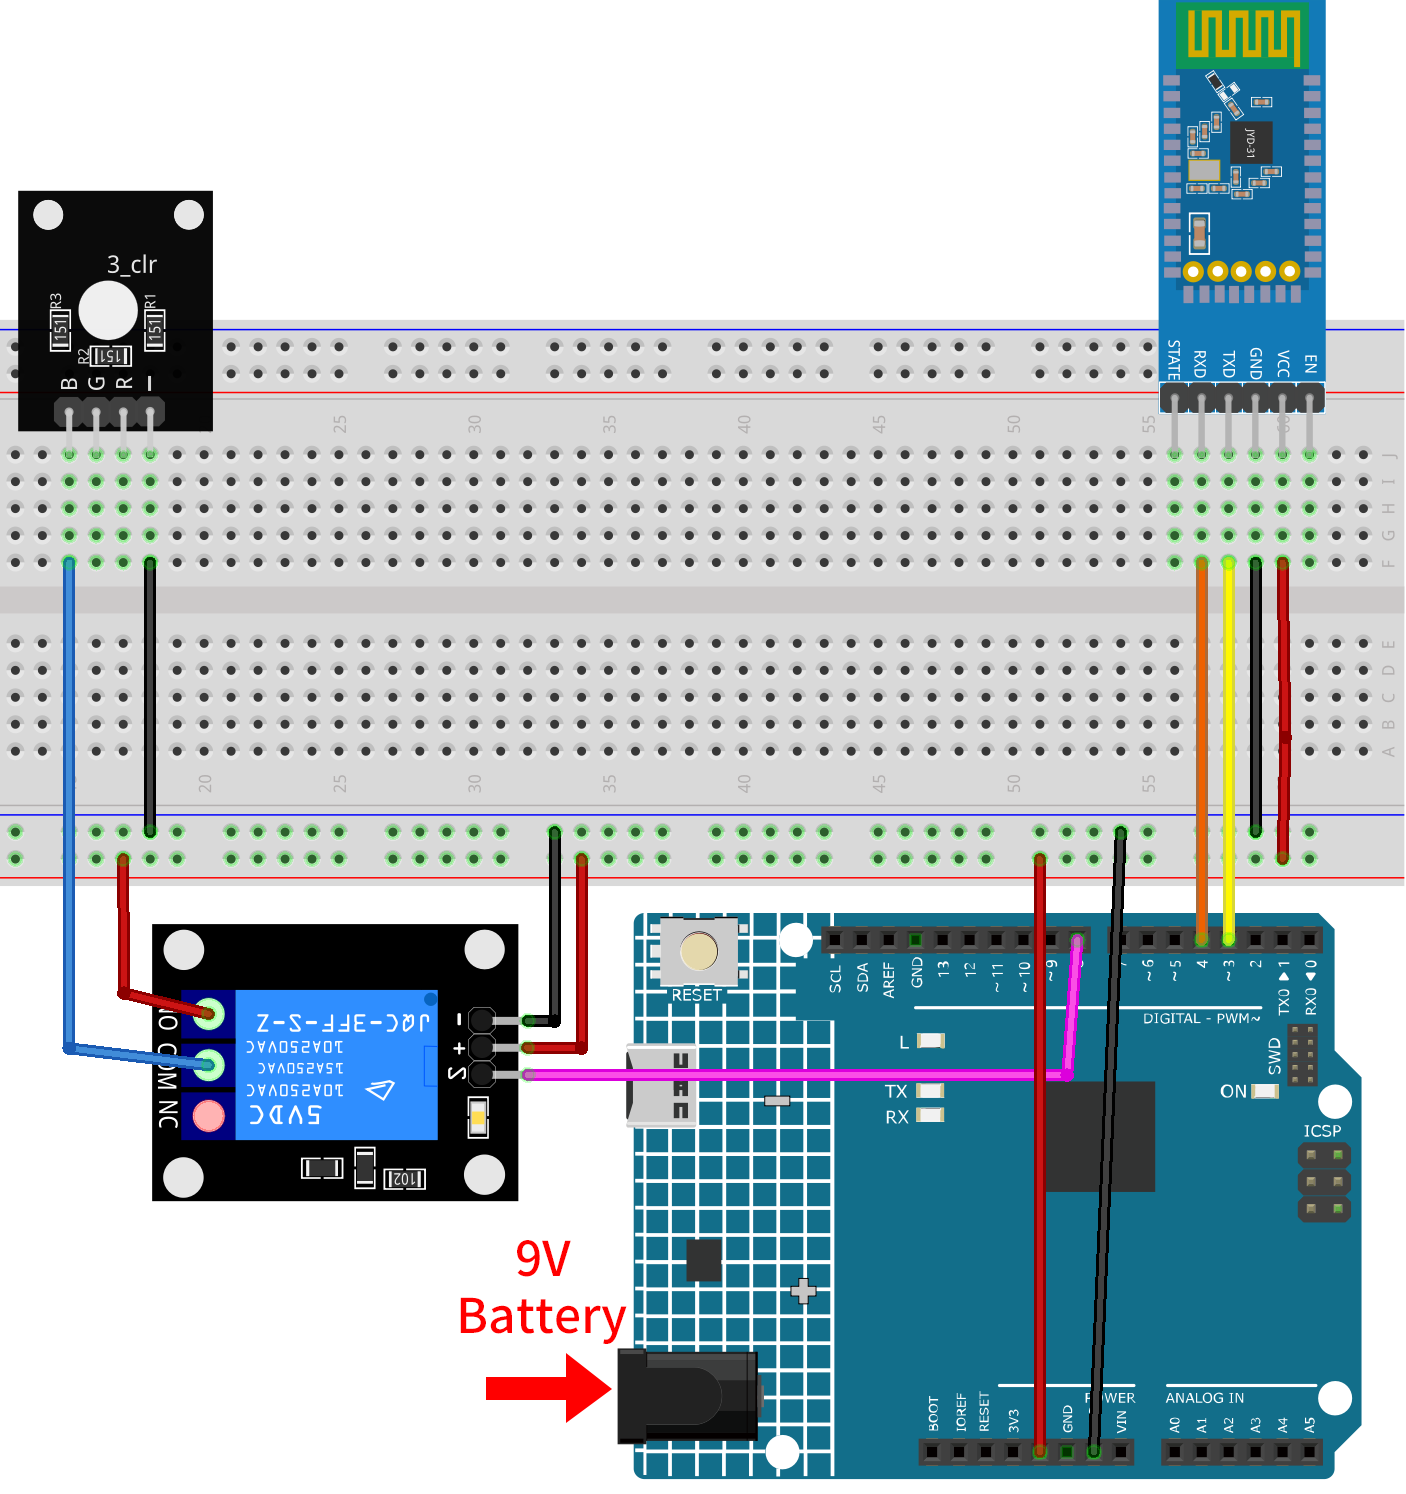 JYD-31
STATE
RXD
TXD
GND
VCC
EN
3_clr
R3
R1
151
151
R2
151
B
G
R
–
25
30
35
40
45
50
55
60
J
I
H
G
F
E
D
C
B
A
20
25
30
35
40
45
50
55
NO COM NC
JQC-3FF-S-Z
10A250VAC
15A250VAC
10A250VAC
5VDC
-
+
S
102
RESET
SCL
SDA
AREF
GND
13
12
~11
~10
~9
7
~6
~5
4
~3
2
TX0▶1
RX0◀0
DIGITAL - PWM~
L
TX
RX
SWD
ON
ICSP
9V
Battery
BOOT
IOREF
RESET
3V3
GND
VIN
ANALOG IN
A0
A1
A2
A3
A4
A5